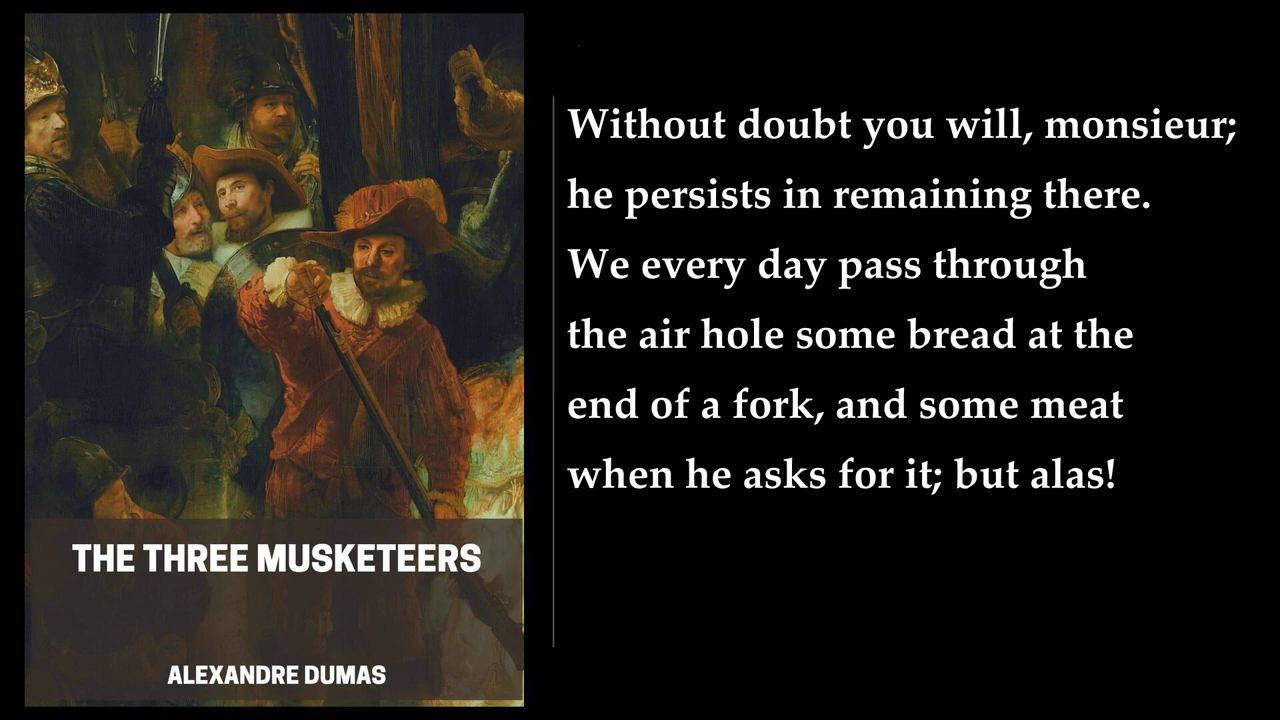 Without doubt you will, monsieur;
he persists in remaining there.
We every day pass through
the air hole some bread at the
end of a fork, and some meat
when he asks for it; but alas!
THE THREE MUSKETEERS
ALEXANDRE DUMAS